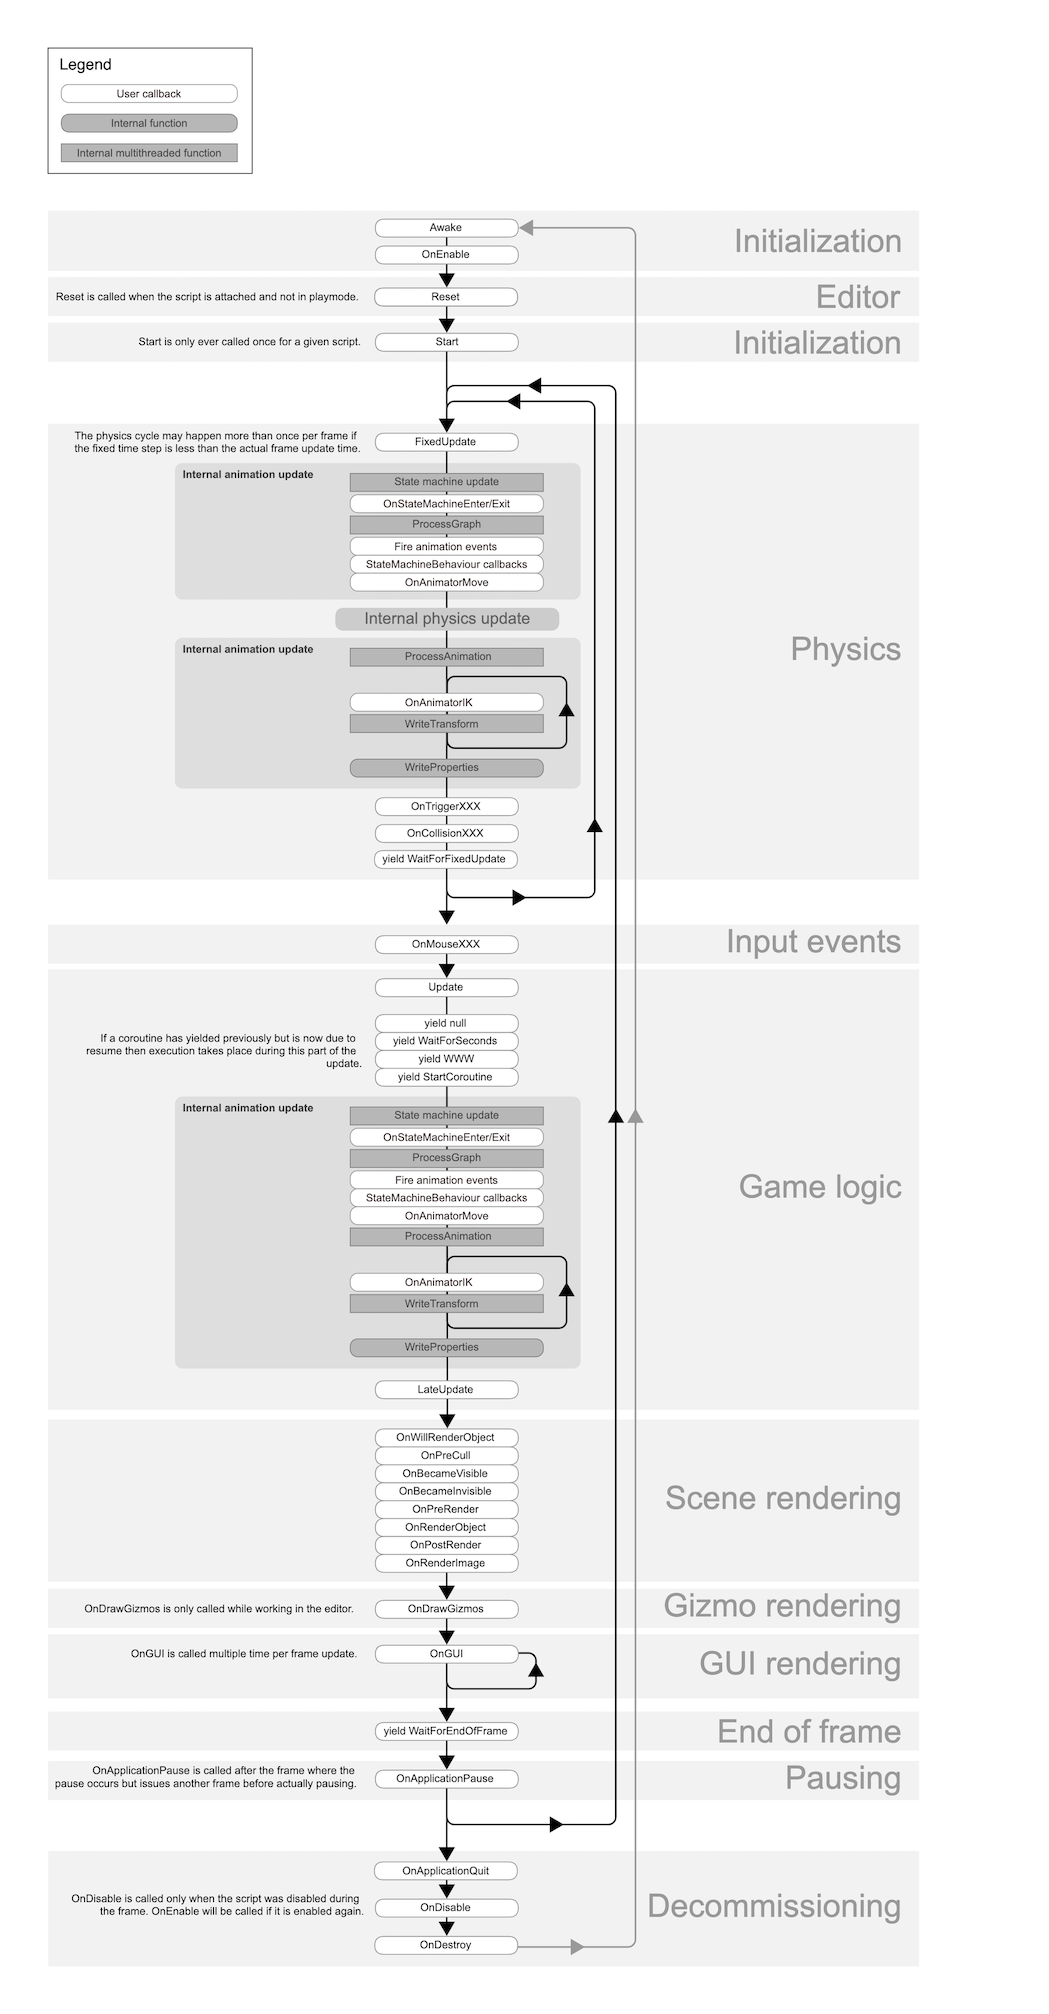 Legend
User callback
Internal function
Internal multithreaded function
Awake
OnEnable
Initialization
Reset is called when the script is attached and not in playmode.
Reset
Editor
Start is only ever called once for a given script.
Start
Initialization
The physics cycle may happen more than once per frame if
the fixed time step is less than the actual frame update time.
FixedUpdate
Internal animation update
State machine update
OnStateMachineEnter/Exit
ProcessGraph
Fire animation events
StateMachineBehaviour callbacks
OnAnimatorMove
Internal physics update
Physics
Internal animation update
ProcessAnimation
OnAnimatorIK
WriteTransform
WriteProperties
OnTriggerXXX
OnCollisionXXX
yield WaitForFixedUpdate
OnMouseXXX
Input events
Update
yield null
If a coroutine has yielded previously but is now due to
resume then execution takes place during this part of the
update.
yield WaitForSeconds
yield WWW
yield StartCoroutine
Internal animation update
State machine update
OnStateMachineEnter/Exit
ProcessGraph
Fire animation events
StateMachineBehaviour callbacks
OnAnimatorMove
ProcessAnimation
Game logic
OnAnimatorIK
WriteTransform
WriteProperties
LateUpdate
OnWillRenderObject
OnPreCull
OnBecameVisible
OnBecameInvisible
OnPreRender
OnRenderObject
OnPostRender
OnRenderImage
Scene rendering
OnDrawGizmos is only called while working in the editor.
OnDrawGizmos
Gizmo rendering
OnGUI is called multiple time per frame update.
OnGUI
GUI rendering
yield WaitForEndOfFrame
End of frame
OnApplicationPause is called after the frame where the
pause occurs but issues another frame before actually pausing.
OnApplicationPause
Pausing
OnApplicationQuit
OnDisable is called only when the script was disabled during
the frame. OnEnable will be called if it is enabled again.
OnDisable
Decommissioning
OnDestroy